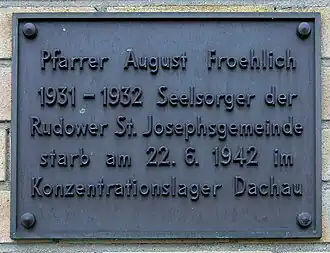 Pfarrer August Froehlich
1931 – 1932 Seelsorger der
Rudower St. Josephsgemeinde
starb am 22. 6. 1942 im
Konzentrationslager Dachau